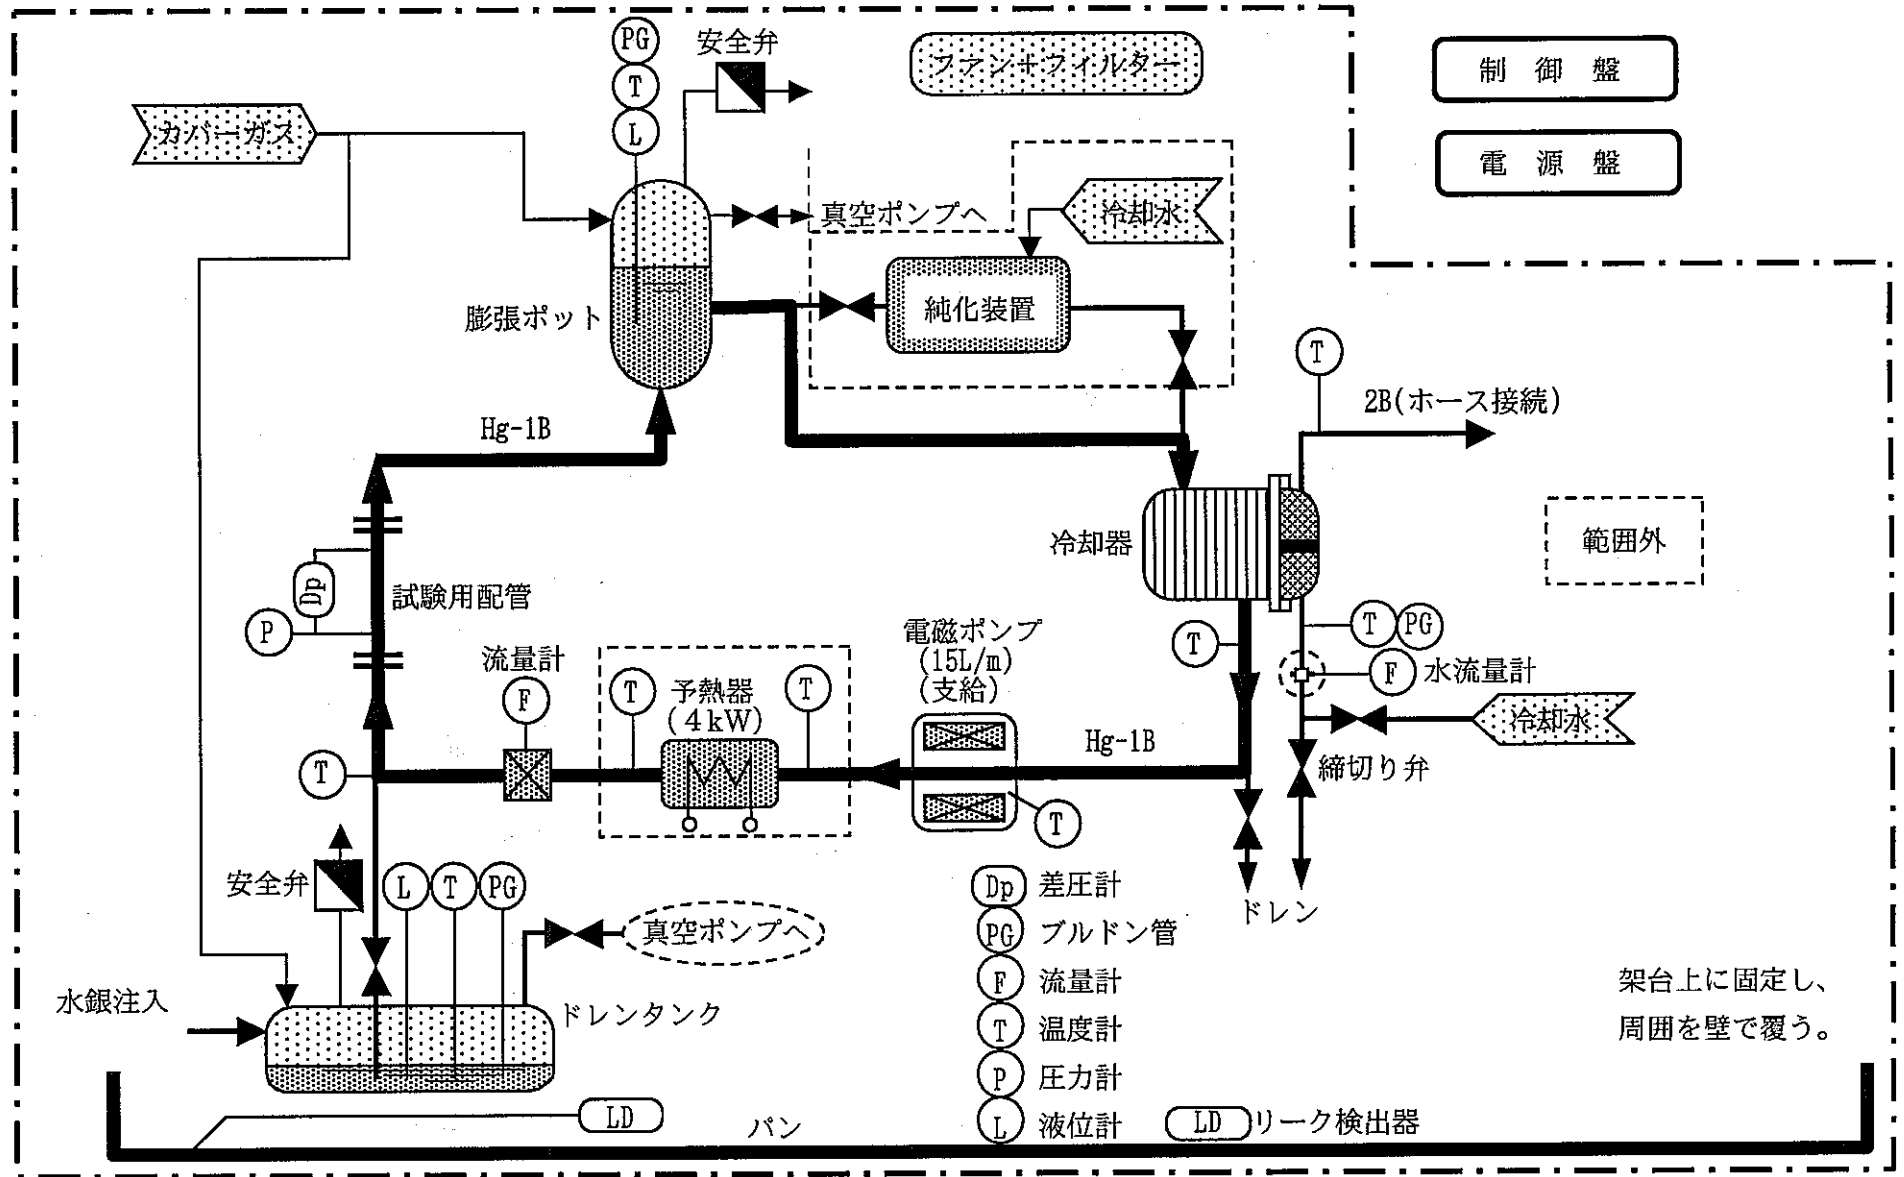 PG
安全弁
ファン+フィルター
制 御 盤
T
カバーガス
L
電 源 盤
真空ポンプへ
冷却水
膨張ポット
純化装置
T
2B(ホース接続)
Hg-1B
冷却器
範囲外
Dp
試験用配管
P
T
PG
T
電磁ポンプ
(15L/m)
(支給)
流量計
F
水流量計
T
予熱器
(4kW)
T
F
冷却水
Hg-1B
T
締切り弁
T
安全弁
L
T
PG
真空ポンプへ
ドレン
Dp 差圧計
PG ブルドン管
F 流量計
T 温度計
P 圧力計
L 液位計
水銀注入
ドレンタンク
架台上に固定し、
周囲を壁で覆う。
LD
パン
LD リーク検出器